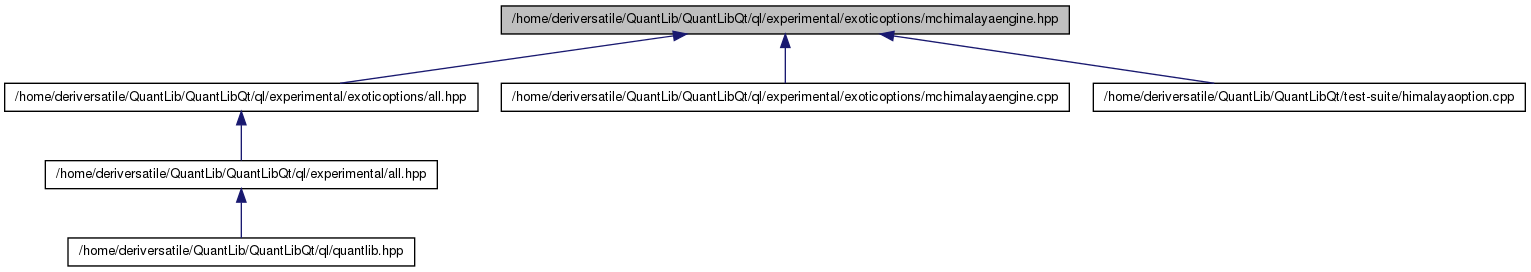 /home/deriversatile/QuantLib/QuantLibQt/ql/experimental/exoticoptions/mchimalayaengine.hpp
/home/deriversatile/QuantLib/QuantLibQt/ql/experimental/exoticoptions/all.hpp
/home/deriversatile/QuantLib/QuantLibQt/ql/experimental/exoticoptions/mchimalayaengine.cpp
/home/deriversatile/QuantLib/QuantLibQt/test-suite/himalayaoption.cpp
/home/deriversatile/QuantLib/QuantLibQt/ql/experimental/all.hpp
/home/deriversatile/QuantLib/QuantLibQt/ql/quantlib.hpp